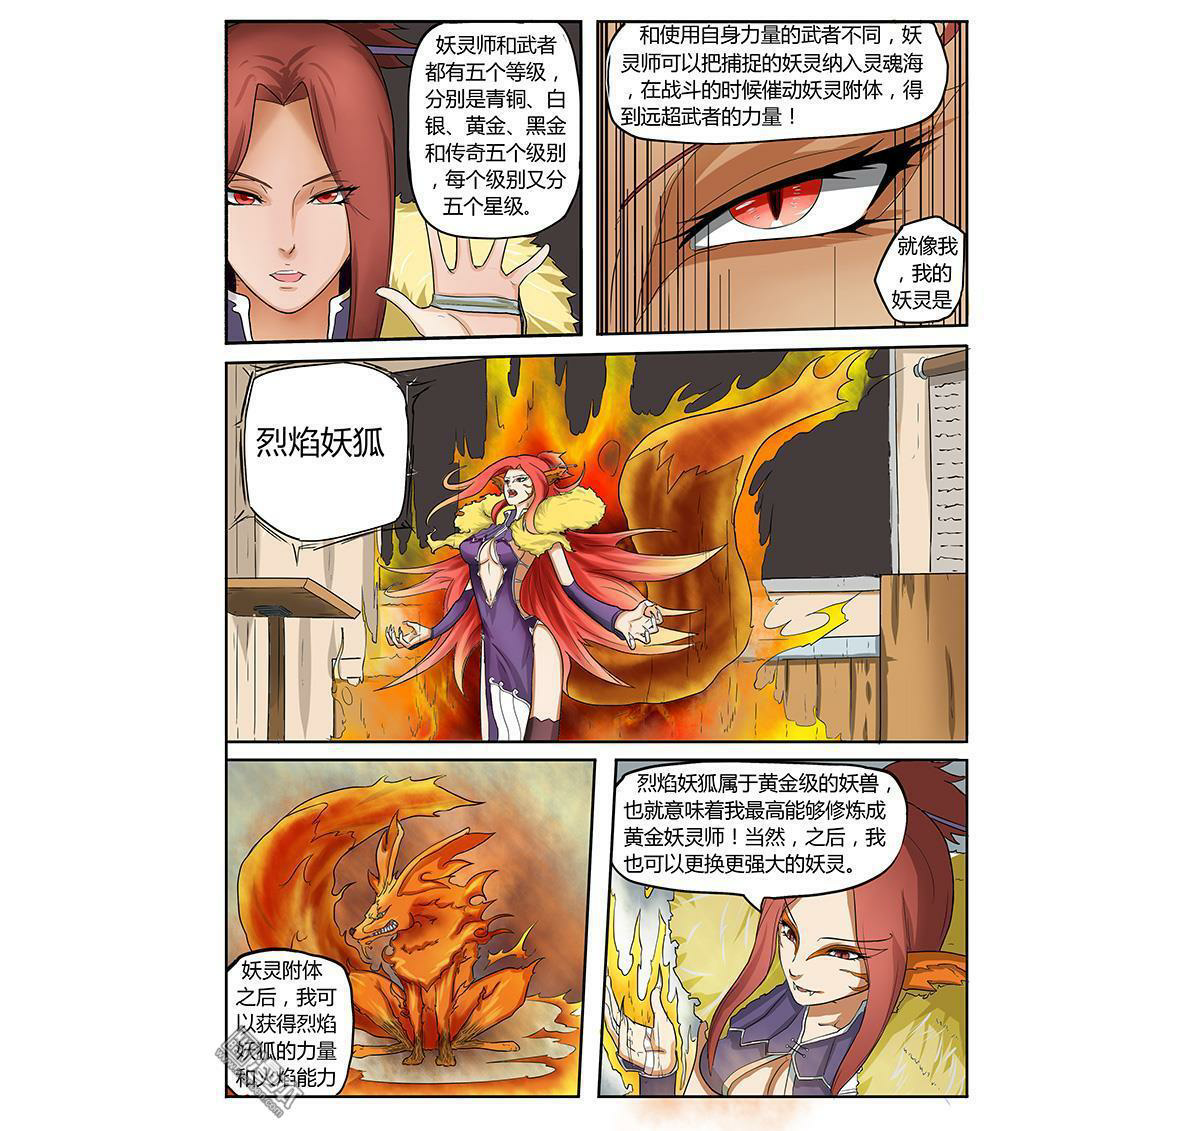 妖灵师和武者
都有五个等级，
分别是青铜、白
银、黄金、黑金
和传奇五个级别
，每个级别又分
五个星级。
和使用自身力量的武者不同，妖
灵师可以把捕捉的妖灵纳入灵魂海
，在战斗的时候催动妖灵附体，得
到远超武者的力量！
就像我
，我的
妖灵是
烈焰妖狐
妖灵附体
之后，我可
以获得烈焰
妖狐的力量
和火焰能力
烈焰妖狐属于黄金级的妖兽，
也就意味着我最高能够修炼成
黄金妖灵师！当然，之后，我
也可以更换更强大的妖灵。